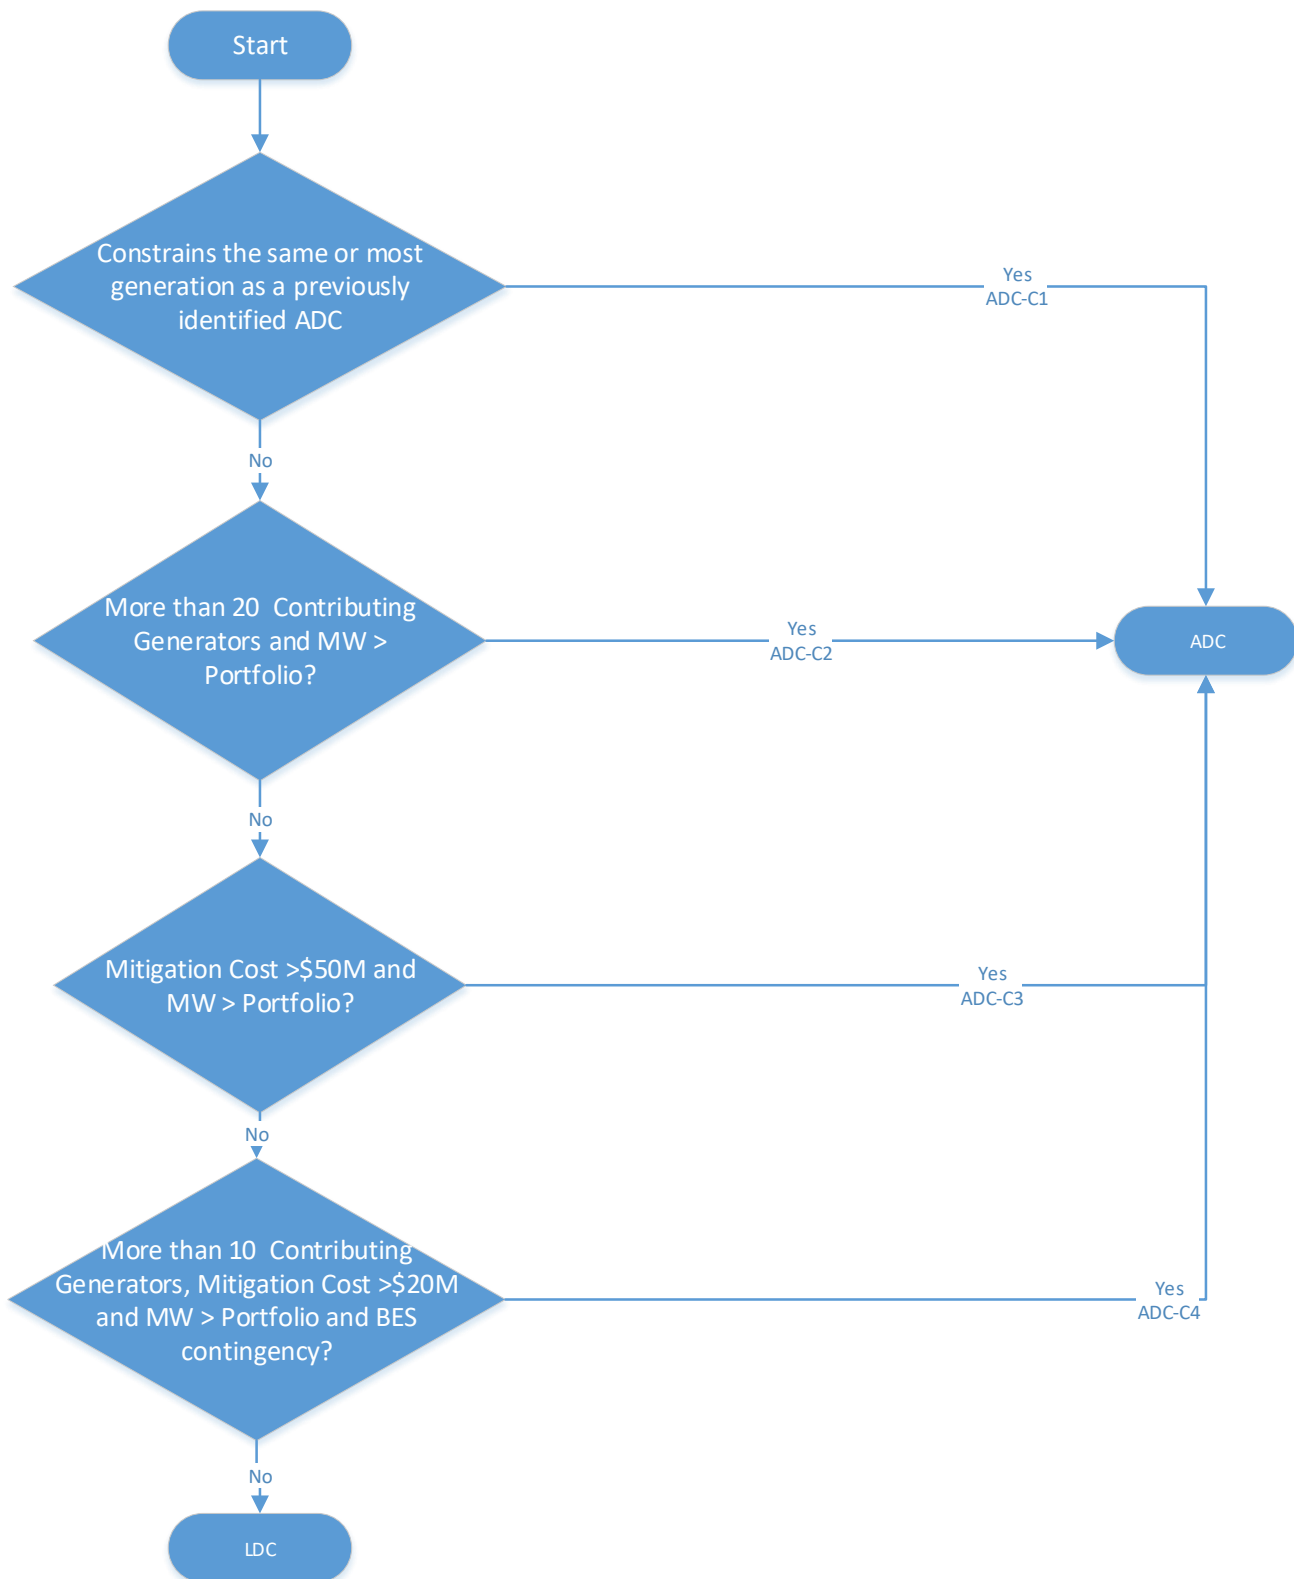 Start
Constrains the same or most
generation as a previously
identified ADC
Yes
ADC-C1
No
More than 20  Contributing
Generators and MW >
Portfolio?
Yes
ADC-C2
ADC
No
Mitigation Cost >$50M and
MW > Portfolio?
Yes
ADC-C3
No
More than 10  Contributing
Generators, Mitigation Cost >$20M
and MW > Portfolio and BES
contingency?
Yes
ADC-C4
No
LDC